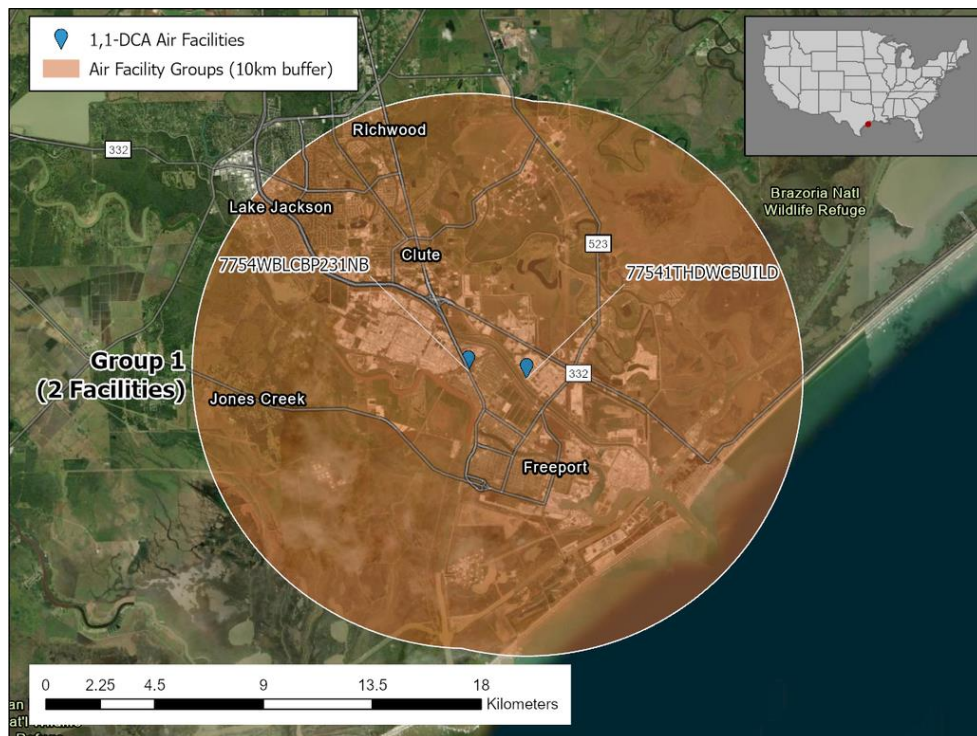 1,1-DCA Air Facilities
Air Facility Groups (10km buffer)
332
Richwood
Brazoria Natl
Wildlife Refuge
Lake Jackson
Clute
523
7754WBLCBP231NB
77541THDWCBUILD
Group 1
(2 Facilities)
332
Jones Creek
Freeport
0
2.25
4.5
9
13.5
18
Kilometers
an
at'l